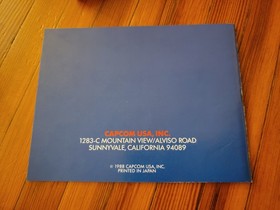 CAPCOM USA, INC.
1283-C MOUNTAIN VIEW/ALVISO ROAD
SUNNYVALE, CALIFORNIA 94089
© 1988 CAPCOM USA, INC.
PRINTED IN JAPAN